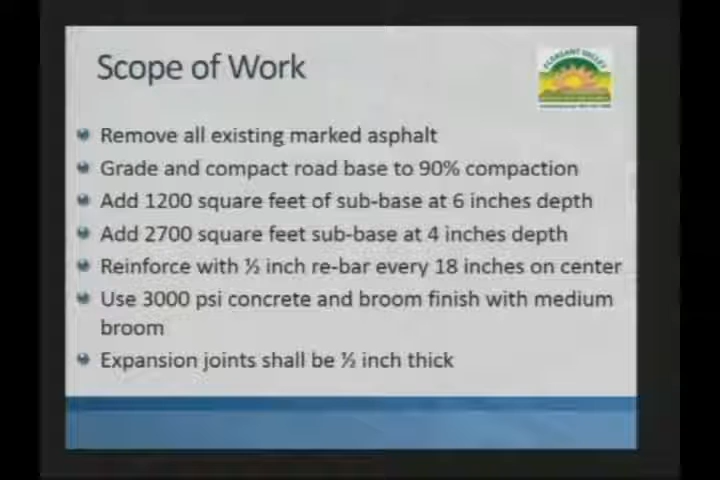 Scope of Work
PLEASANT VALLEY
Remove all existing marked asphalt
Grade and compact road base to 90% compaction
Add 1200 square feet of sub-base at 6 inches depth
Add 2700 square feet sub-base at 4 inches depth
Reinforce with ½ inch re-bar every 18 inches on center
Use 3000 psi concrete and broom finish with medium
broom
Expansion joints shall be ½ inch thick